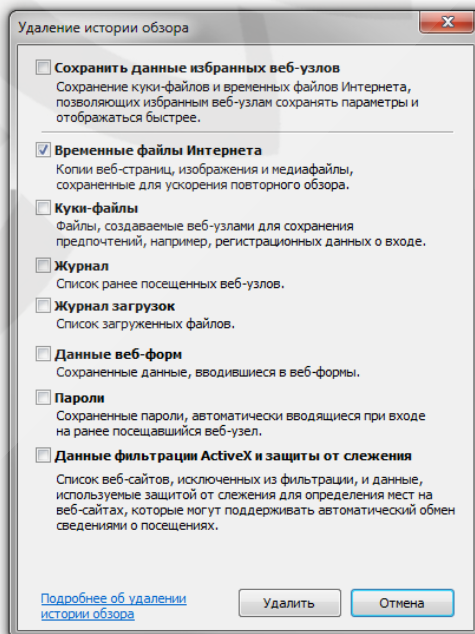 Удаление истории обзора
Сохранить данные избранных веб-узлов
Сохранение куки-файлов и временных файлов Интернета,
позволяющих избранным веб-узлам сохранять параметры и
отображаться быстрее.
Временные файлы Интернета
Копии веб-страниц, изображения и медиафайлы,
сохраненные для ускорения повторного обзора.
Куки-файлы
Файлы, создаваемые веб-узлами для сохранения
предпочтений, например, регистрационных данных о входе.
Журнал
Список ранее посещенных веб-узлов.
Журнал загрузок
Список загруженных файлов.
Данные веб-форм
Сохраненные данные, вводившиеся в веб-формы.
Пароли
Сохраненные пароли, автоматически вводящиеся при входе
на ранее посещавшийся веб-узел.
Данные фильтрации ActiveX и защиты от слежения
Список веб-сайтов, исключенных из фильтрации, и данные,
используемые защитой от слежения для определения мест на
веб-сайтах, которые могут поддерживать автоматический обмен
сведениями о посещениях.
Подробнее об удалении
истории обзора
Удалить
Отмена